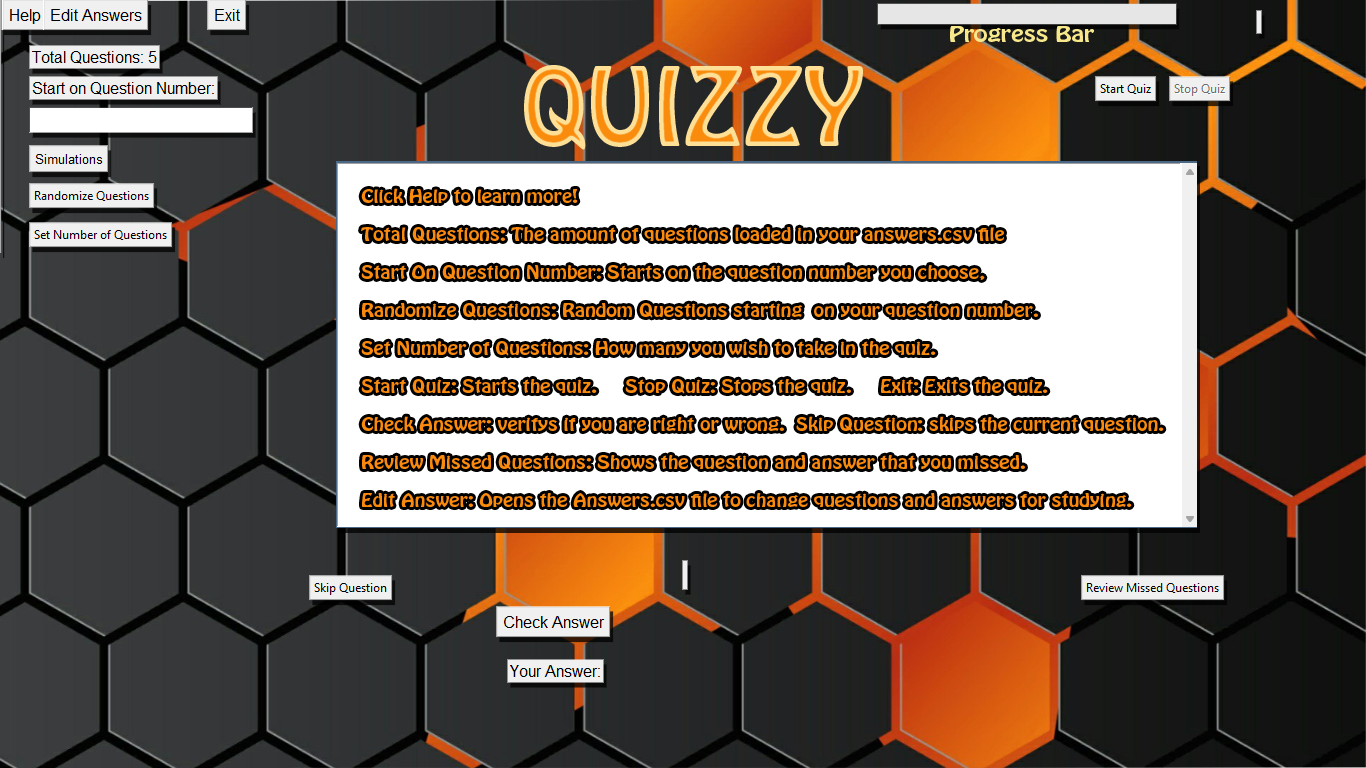 Help Edit Answers Exit
Progress Bar
Total Questions: 5
Start on Question Number:
QUIZZY
Start Quiz Stop Quiz
Simulations
Randomize Questions
Set Number of Questions
Click Help to learn more!
Total Questions: The amount of questions loaded in your answers.csv file
Start On Question Number: Starts on the question number you choose.
Randomize Questions: Random Questions starting  on your question number.
Set Number of Questions: How many you wish to take in the quiz.
Start Quiz: Starts the quiz.   Stop Quiz: Stops the quiz.   Exit: Exits the quiz.
Check Answer: verifys if you are right or wrong.  Skip Question: skips the current question.
Review Missed Questions: Shows the question and answer that you missed.
Edit Answer: Opens the Answers.csv file to change questions and answers for studying.
Skip Question
Review Missed Questions
Check Answer
Your Answer: